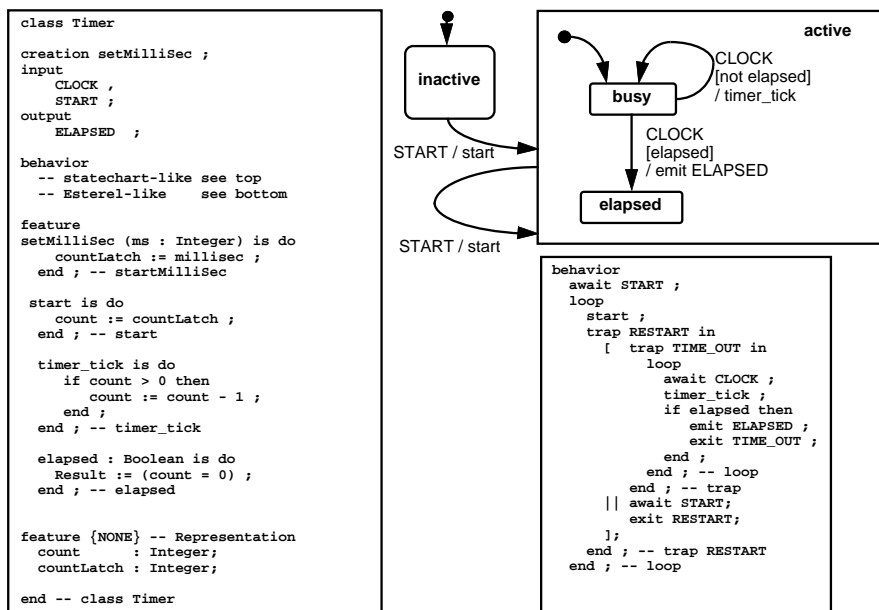 class Timer
creation setMilliSec ;
input
CLOCK ,
START ;
output
ELAPSED ;
behavior
-- statechart-like see top
-- Esterel-like see bottom
feature
setMilliSec (ms : Integer) is do
countLatch := millisec ;
end ; -- startMilliSec
start is do
count := countLatch ;
end ; -- start
timer_tick is do
if count > 0 then
count := count - 1 ;
end ;
end ; -- timer_tick
elapsed : Boolean is do
Result := (count = 0) ;
end ; -- elapsed
feature {NONE} -- Representation
count : Integer;
countLatch : Integer;
end -- class Timer
inactive
START / start
START / start
active
busy
CLOCK
[not elapsed]
/ timer_tick
CLOCK
[elapsed]
/ emit ELAPSED
elapsed
behavior
await START ;
loop
start ;
trap RESTART in
[ trap TIME_OUT in
loop
await CLOCK ;
timer_tick ;
if elapsed then
emit ELAPSED ;
exit TIME_OUT ;
end ;
end ; -- loop
end ; -- trap
|| await START;
exit RESTART;
];
end ; -- trap RESTART
end ; -- loop